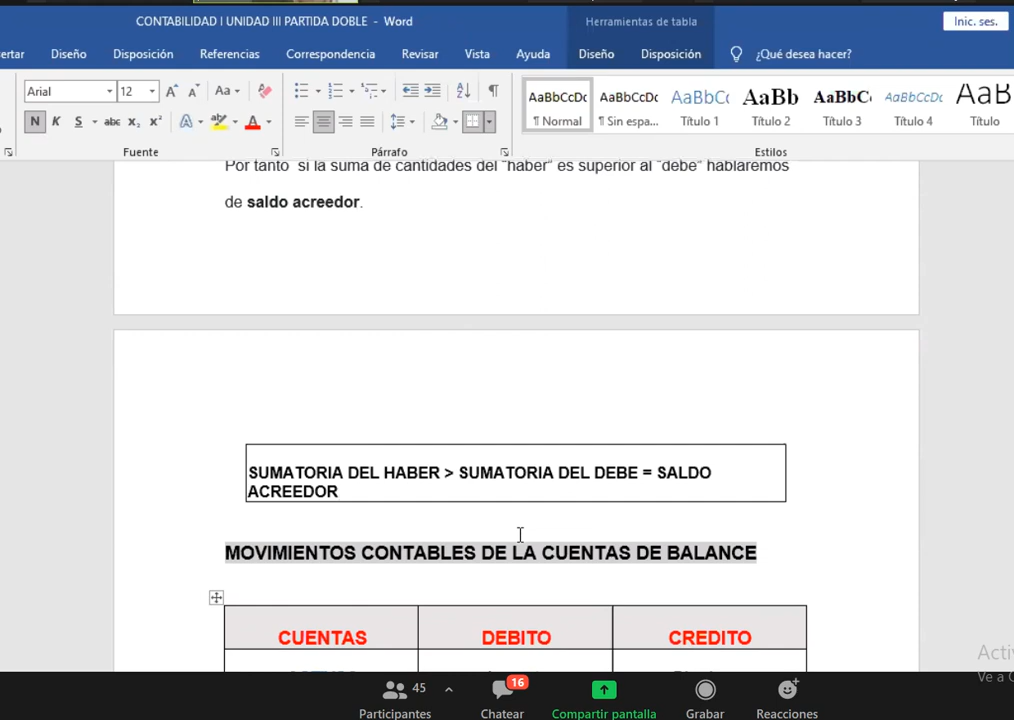 CONTABILIDAD I UNIDAD III PARTIDA DOBLE - Word
Herramientas de tabla
Inic. ses.
ertar Diseño Disposición Referencias Correspondencia Revisar Vista Ayuda Diseño Disposición ¿Qué desea hacer?
Arial 12 Aa
AaBbCcDc AaBbCcDc AaBbCc AaBb AaBbC AaBbCcDc AaB
N K S abc x₂ x²
¶ Normal ¶ Sin espa... Título 1 Título 2 Título 3 Título 4 Título
Fuente Párrafo Estilos
Por tanto si la suma de cantidades del "haber" es superior al "debe" hablaremos
de saldo acreedor.
SUMATORIA DEL HABER > SUMATORIA DEL DEBE = SALDO
ACREEDOR
MOVIMIENTOS CONTABLES DE LA CUENTAS DE BALANCE
CUENTAS DEBITO CREDITO
Activ
Ve a C
45 16
Participantes Chatear Compartir pantalla Grabar Reacciones